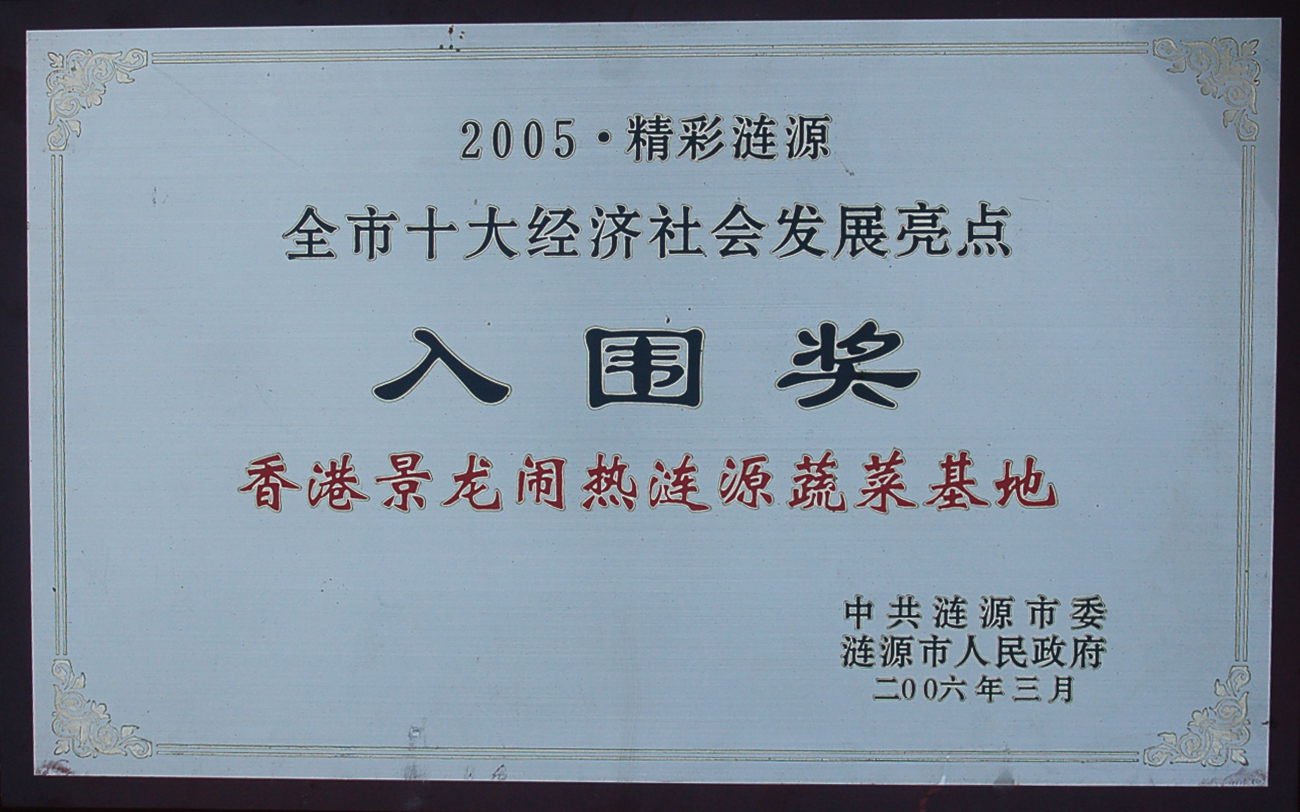 2005·精彩涟源
全市十大经济社会发展亮点
入围奖
香港景龙闹热涟源蔬菜基地
中共涟源市委
涟源市人民政府
二00六年三月